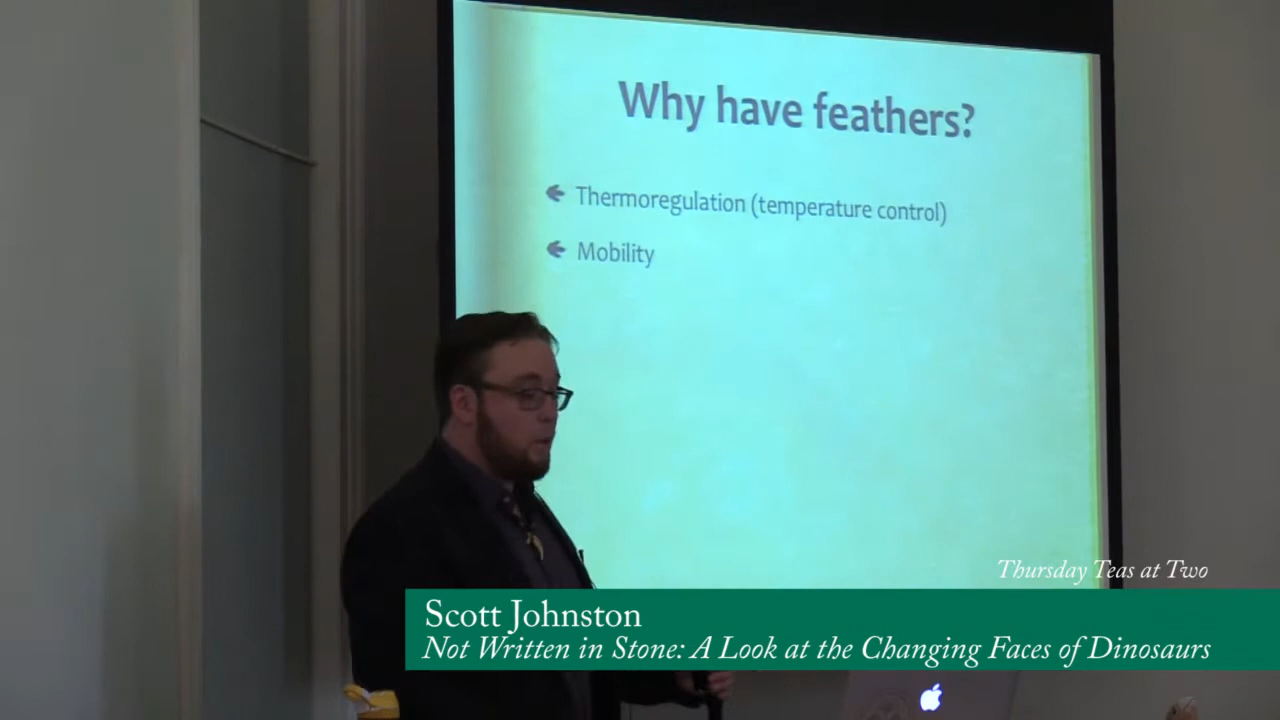 Why have feathers?
Thermoregulation (temperature control)
Mobility
Thursday Teas at Two
Scott Johnston
Not Written in Stone: A Look at the Changing Faces of Dinosaurs